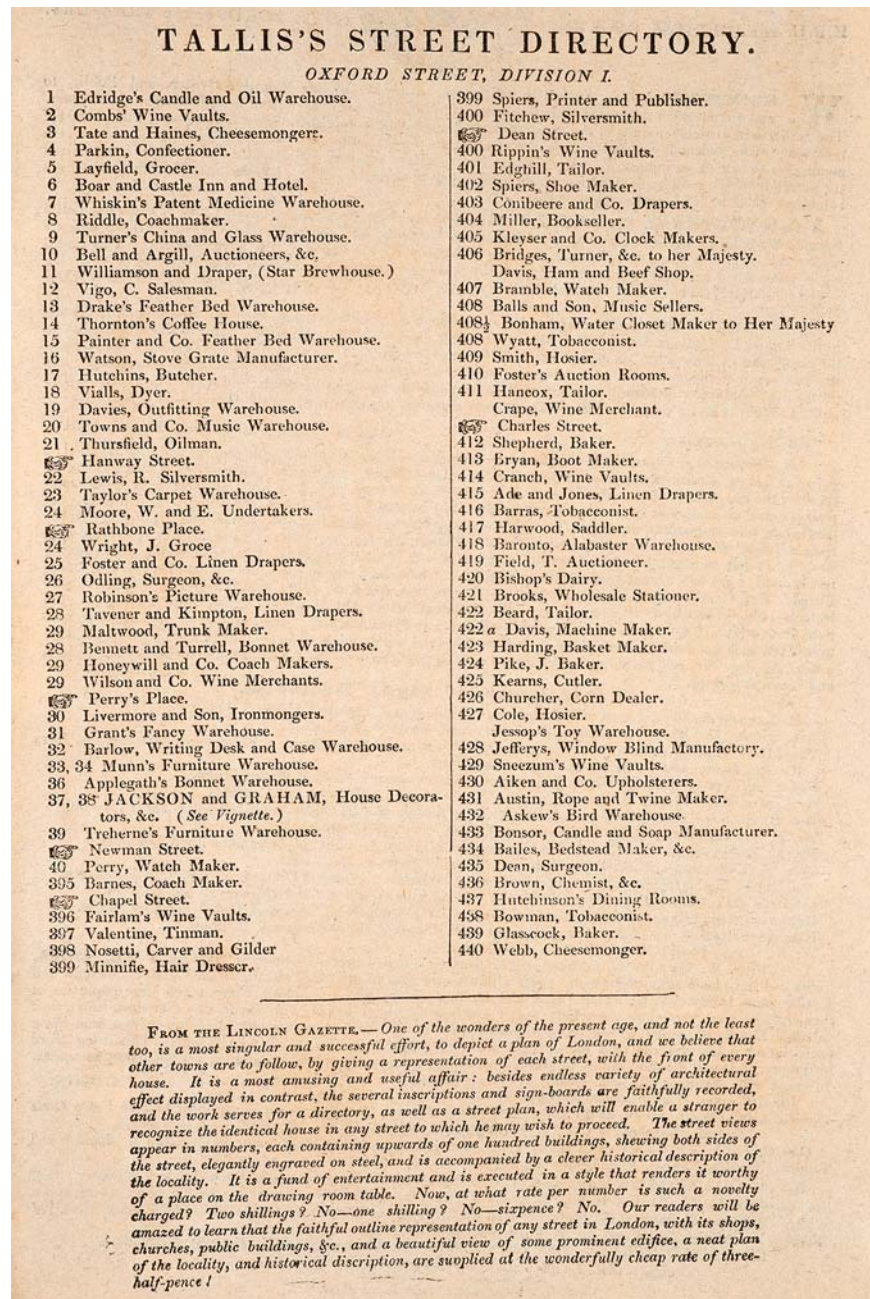 TALLIS'S STREET DIRECTORY.
OXFORD STREET, DIVISION I.
1 Edridge's Candle and Oil Warehouse.
2 Combs' Wine Vaults.
3 Tate and Haines, Cheesemongers.
4 Parkin, Confectioner.
5 Layfield, Grocer.
6 Boar and Castle Inn and Hotel.
7 Whiskin's Patent Medicine Warehouse.
8 Riddle, Coachmaker.
9 Turner's China and Glass Warehouse.
10 Bell and Argill, Auctioneers, &c.
11 Williamson and Draper, (Star Brewhouse.)
12 Vigo, C. Salesman.
13 Drake's Feather Bed Warehouse.
14 Thornton's Coffee House.
15 Painter and Co. Feather Bed Warehouse.
16 Watson, Stove Grate Manufacturer.
17 Hutchins, Butcher.
18 Vialls, Dyer.
19 Davies, Outfitting Warehouse.
20 Towns and Co. Music Warehouse.
21 Thursfield, Oilman.
☞ Hanway Street.
22 Lewis, R. Silversmith.
23 Taylor's Carpet Warehouse.
24 Moore, W. and E. Undertakers.
☞ Rathbone Place.
24 Wright, J. Groce
25 Foster and Co. Linen Drapers.
26 Odling, Surgeon, &c.
27 Robinson's Picture Warehouse.
28 Tavener and Kimpton, Linen Drapers.
29 Maltwood, Trunk Maker.
28 Bennett and Turrell, Bonnet Warehouse.
29 Honeywill and Co. Coach Makers.
29 Wilson and Co. Wine Merchants.
☞ Perry's Place.
30 Livermore and Son, Ironmongers.
31 Grant's Fancy Warehouse.
32 Barlow, Writing Desk and Case Warehouse.
33, 34 Munn's Furniture Warehouse.
36 Applegath's Bonnet Warehouse.
37, 38 JACKSON and GRAHAM, House Decora-
tors, &c. (See Vignette.)
39 Treherne's Furniture Warehouse.
☞ Newman Street.
40 Perry, Watch Maker.
395 Barnes, Coach Maker.
☞ Chapel Street.
396 Fairlam's Wine Vaults.
397 Valentine, Tinman.
398 Nosetti, Carver and Gilder
399 Minnifie, Hair Dresser.
399 Spiers, Printer and Publisher.
400 Fitchew, Silversmith.
☞ Dean Street.
400 Rippin's Wine Vaults.
401 Edghill, Tailor.
402 Spiers, Shoe Maker.
403 Conibeere and Co. Drapers.
404 Miller, Bookseller.
405 Kleyser and Co. Clock Makers.
406 Bridges, Turner, &c. to her Majesty.
Davis, Ham and Beef Shop.
407 Bramble, Watch Maker.
408 Balls and Son, Music Sellers.
408½ Bonham, Water Closet Maker to Her Majesty
408 Wyatt, Tobacconist.
409 Smith, Hosier.
410 Foster's Auction Rooms.
411 Hancox, Tailor.
Crape, Wine Merchant.
☞ Charles Street.
412 Shepherd, Baker.
413 Bryan, Boot Maker.
414 Cranch, Wine Vaults.
415 Ade and Jones, Linen Drapers.
416 Barras, Tobacconist.
417 Harwood, Saddler.
418 Baronto, Alabaster Warehouse.
419 Field, T. Auctioneer.
420 Bishop's Dairy.
421 Brooks, Wholesale Stationer.
422 Beard, Tailor.
422 a Davis, Machine Maker.
423 Harding, Basket Maker.
424 Pike, J. Baker.
425 Kearns, Cutler.
426 Churcher, Corn Dealer.
427 Cole, Hosier.
Jessop's Toy Warehouse.
428 Jefferys, Window Blind Manufactory.
429 Sneezum's Wine Vaults.
430 Aiken and Co. Upholsterers.
431 Austin, Rope and Twine Maker.
432 Askew's Bird Warehouse
433 Bonsor, Candle and Soap Manufacturer.
434 Bailes, Bedstead Maker, &c.
435 Dean, Surgeon.
436 Brown, Chemist, &c.
437 Hutchinson's Dining Rooms.
458 Bowman, Tobacconist.
439 Glasscock, Baker.
440 Webb, Cheesemonger.
FROM THE LINCOLN GAZETTE.—One of the wonders of the present age, and not the least
too, is a most singular and successful effort, to depict a plan of London, and we believe that
other towns are to follow, by giving a representation of each street, with the front of every
house. It is a most amusing and useful affair: besides endless variety of architectural
effect displayed in contrast, the several inscriptions and sign-boards are faithfully recorded,
and the work serves for a directory, as well as a street plan, which will enable a stranger to
recognize the identical house in any street to which he may wish to proceed. The street views
appear in numbers, each containing upwards of one hundred buildings, shewing both sides of
the street, elegantly engraved on steel, and is accompanied by a clever historical description of
the locality. It is a fund of entertainment and is executed in a style that renders it worthy
of a place on the drawing room table. Now, at what rate per number is such a novelty
charged? Two shillings? No—one shilling? No—sixpence? No. Our readers will be
amazed to learn that the faithful outline representation of any street in London, with its shops,
churches, public buildings, &c., and a beautiful view of some prominent edifice, a neat plan
of the locality, and historical discription, are supplied at the wonderfully cheap rate of three-
half-pence!